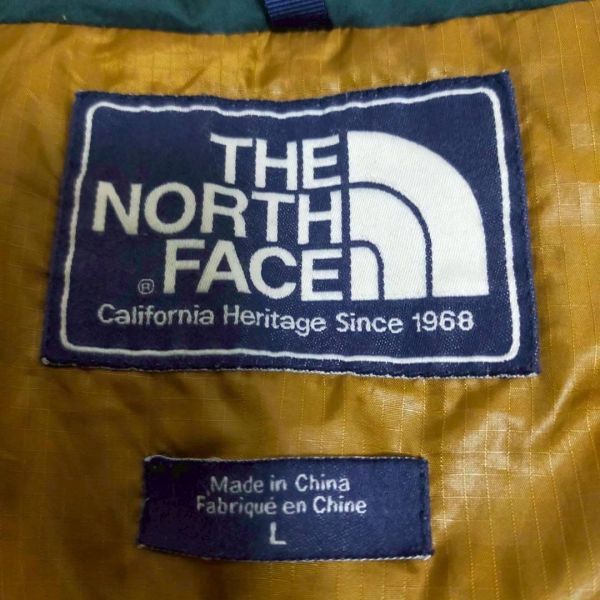 THE
NORTH
FACE
®
California Heritage Since 1968
Made in China
Fabriqué en Chine
L